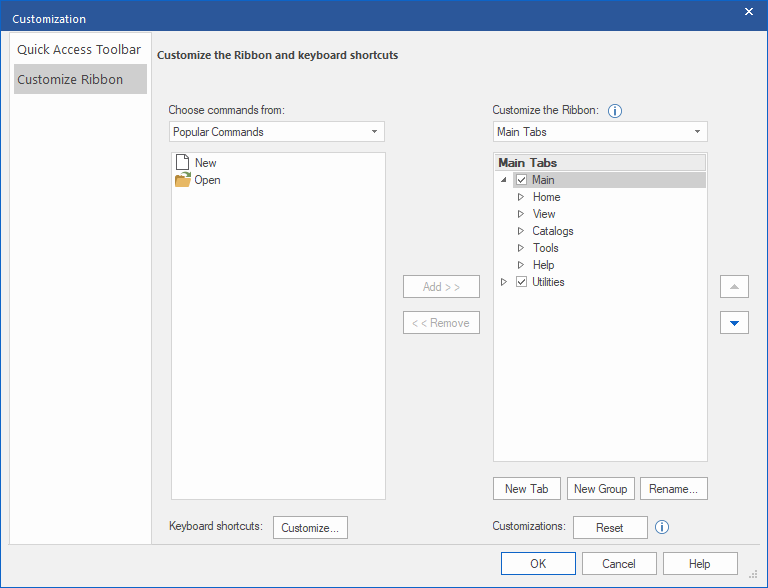 Customization
Quick Access Toolbar
Customize Ribbon
Customize the Ribbon and keyboard shortcuts
Choose commands from:
Popular Commands
New
Open
Add > >
< < Remove
Customize the Ribbon:
Main Tabs
Main Tabs
Main
Home
View
Catalogs
Tools
Help
Utilities
New Tab
New Group
Rename...
Keyboard shortcuts:
Customize...
Customizations:
Reset
OK
Cancel
Help